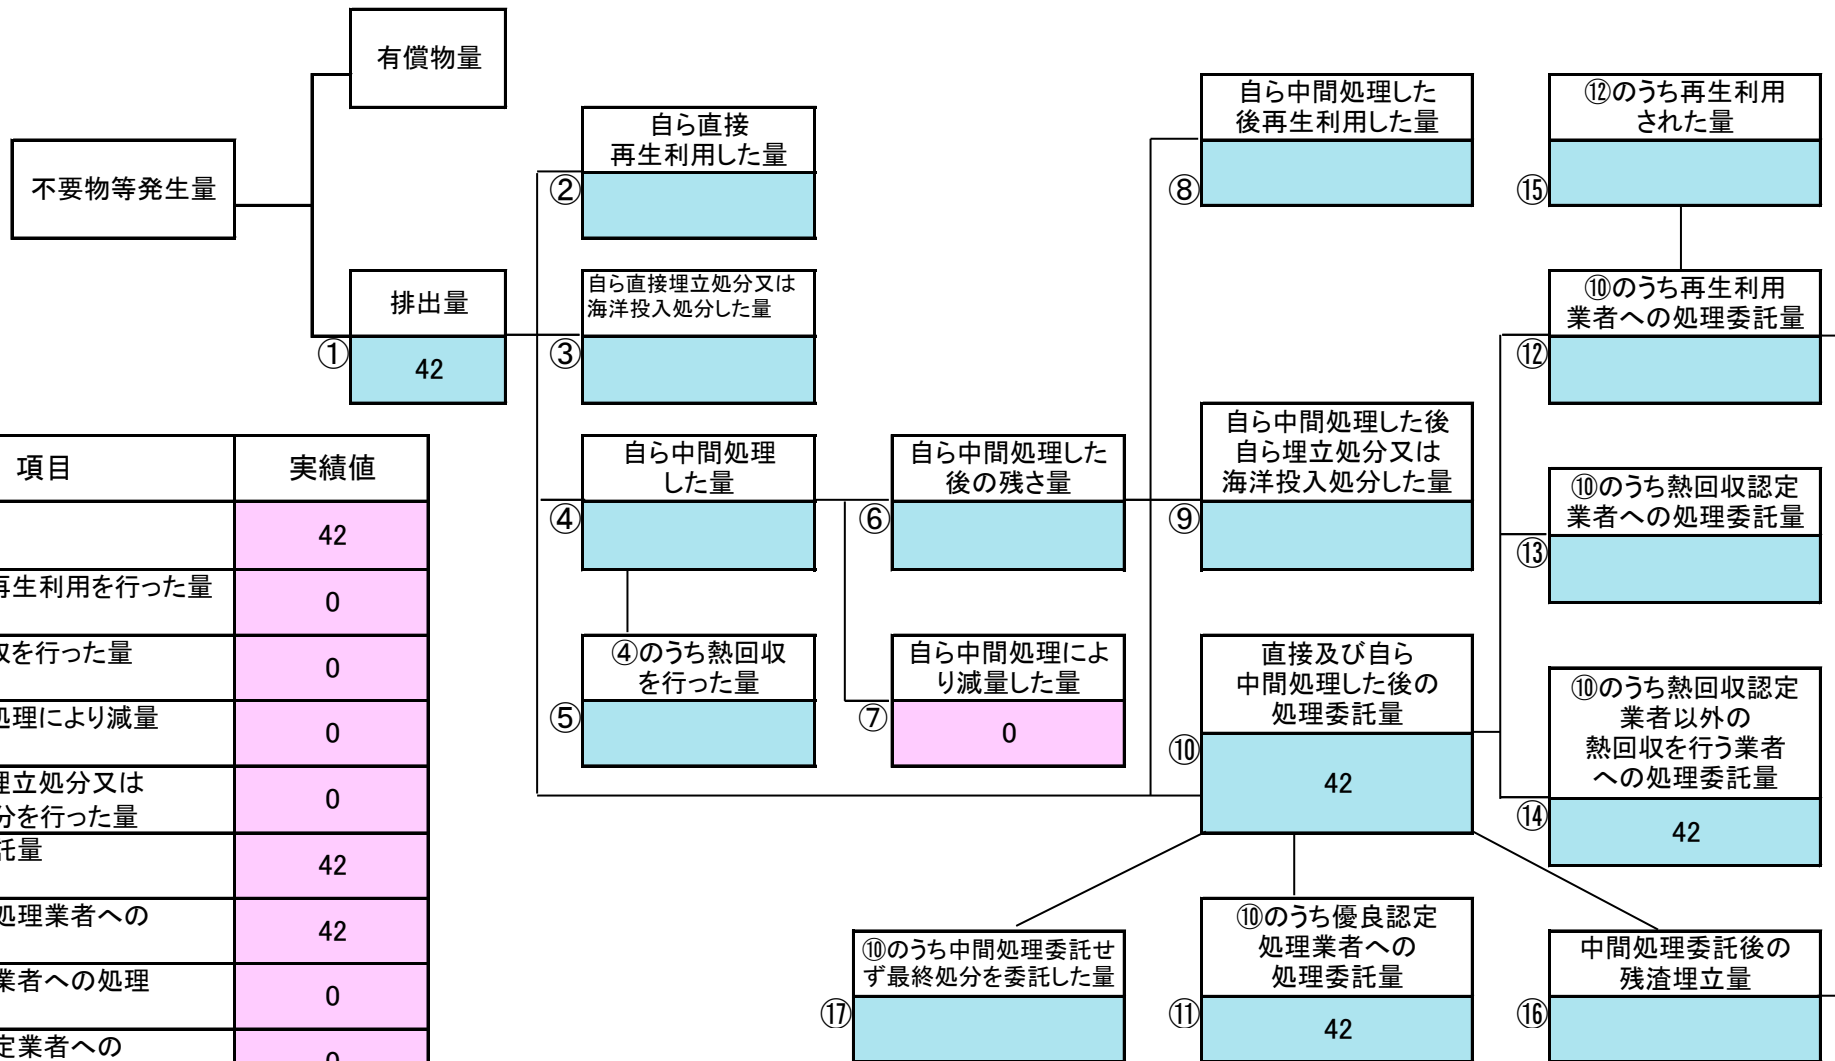 有償物量
不要物等発生量
排出量
①
42
自ら直接
再生利用した量
②
自ら直接埋立処分又は
海洋投入処分した量
③
自ら中間処理
した量
④
④のうち熱回収
を行った量
⑤
自ら中間処理した
後の残さ量
⑥
自ら中間処理によ
り減量した量
⑦
0
自ら中間処理した
後再生利用した量
⑧
自ら中間処理した後
自ら埋立処分又は
海洋投入処分した量
⑨
直接及び自ら
中間処理した後の
処理委託量
⑩
42
⑫のうち再生利用
された量
⑮
⑩のうち再生利用
業者への処理委託量
⑫
⑩のうち熱回収認定
業者への処理委託量
⑬
⑩のうち熱回収認定
業者以外の
熱回収を行う業者
への処理委託量
⑭
42
⑩のうち中間処理委託せ
ず最終処分を委託した量
⑰
⑩のうち優良認定
処理業者への
処理委託量
⑪
42
中間処理委託後の
残渣埋立量
⑯
項目
実績値
42
再生利用を行った量
0
を行った量
0
処理により減量
0
埋立処分又は
分を行った量
0
託量
42
処理業者への
42
業者への処理
0
定業者への
0